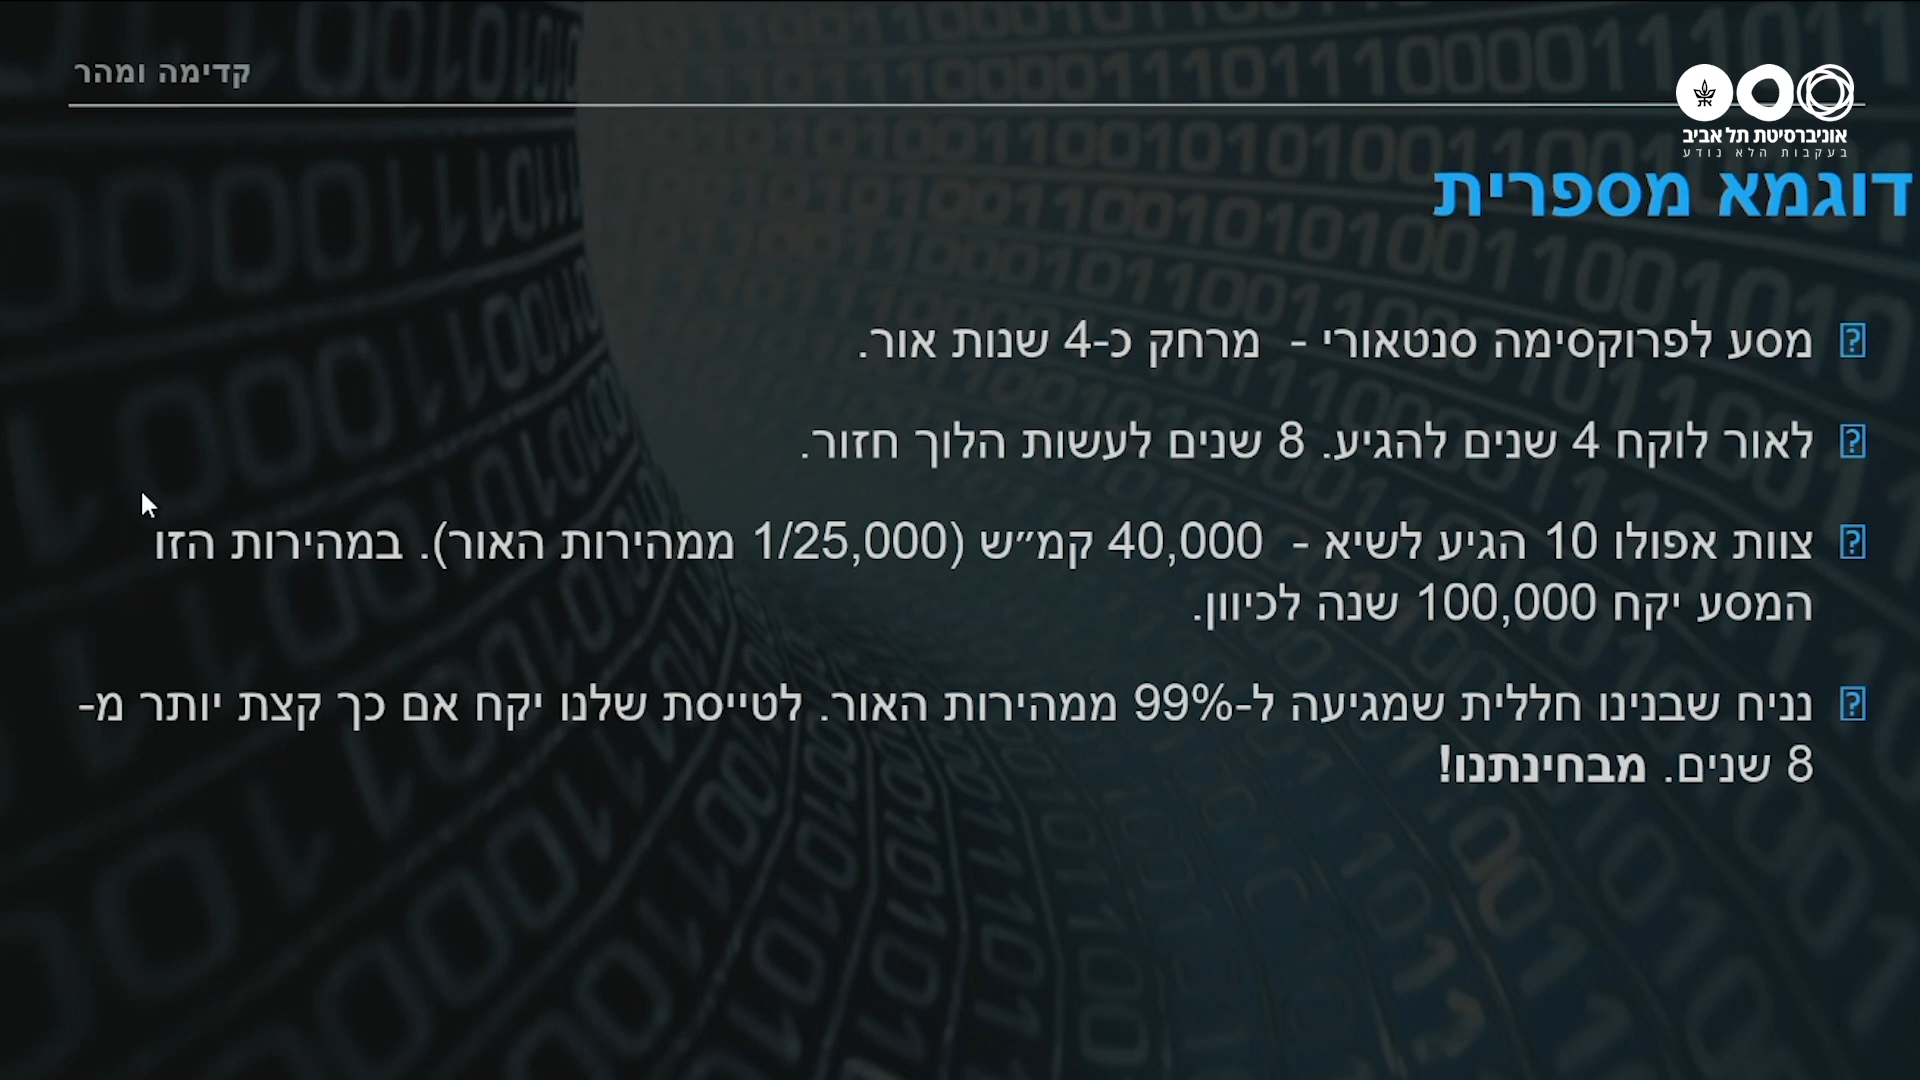 קדימה ומהר
אוניברסיטת תל אביב
בעקבות הלא נודע
דוגמא מספרית
מסע לפרוקסימה סנטאורי - מרחק כ-4 שנות אור.
לאור לוקח 4 שנים להגיע. 8 שנים לעשות הלוך חזור.
צוות אפולו 10 הגיע לשיא - 40,000 קמ״ש (1/25,000 ממהירות האור). במהירות הזו
המסע יקח 100,000 שנה לכיוון.
נניח שבנינו חללית שמגיעה ל-99% ממהירות האור. לטייסת שלנו יקח אם כך קצת יותר מ-
8 שנים. מבחינתנו!